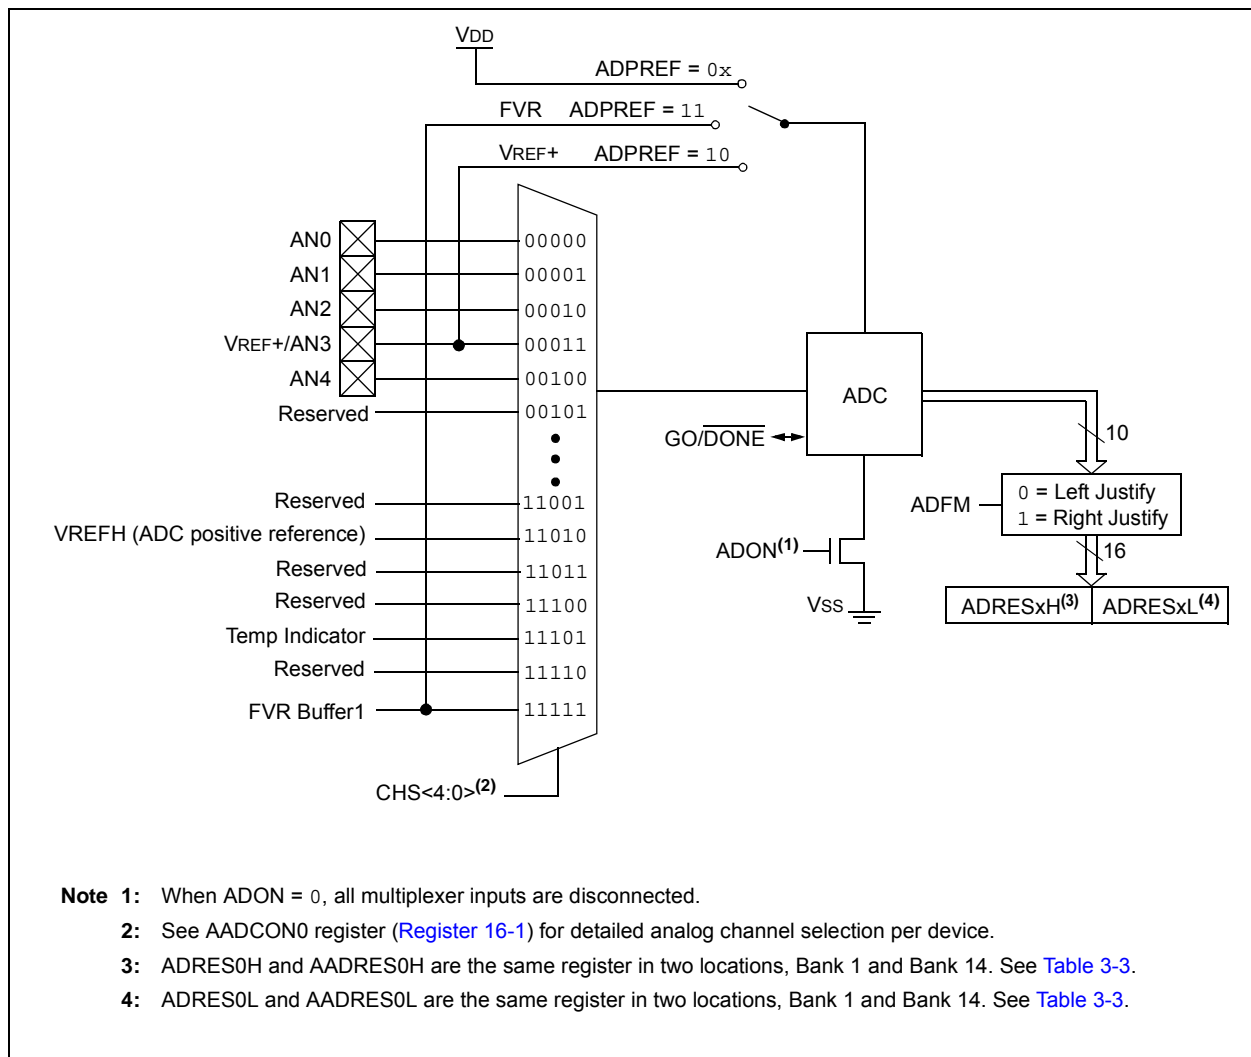 VDD
ADPREF = 0x
FVR ADPREF = 11
VREF+ ADPREF = 10
AN0 00000
AN1 00001
AN2 00010
VREF+/AN3 00011
AN4 00100
Reserved 00101
Reserved 11001
VREFH (ADC positive reference) 11010
Reserved 11011
Reserved 11100
Temp Indicator 11101
Reserved 11110
FVR Buffer1 11111
CHS<4:0>(2)
ADC
GO/DONE
10
ADFM
0 = Left Justify
1 = Right Justify
16
ADON(1)
VSS
ADRESxH(3) ADRESxL(4)
Note 1: When ADON = 0, all multiplexer inputs are disconnected.
2: See AADCON0 register (Register 16-1) for detailed analog channel selection per device.
3: ADRES0H and AADRES0H are the same register in two locations, Bank 1 and Bank 14. See Table 3-3.
4: ADRES0L and AADRES0L are the same register in two locations, Bank 1 and Bank 14. See Table 3-3.